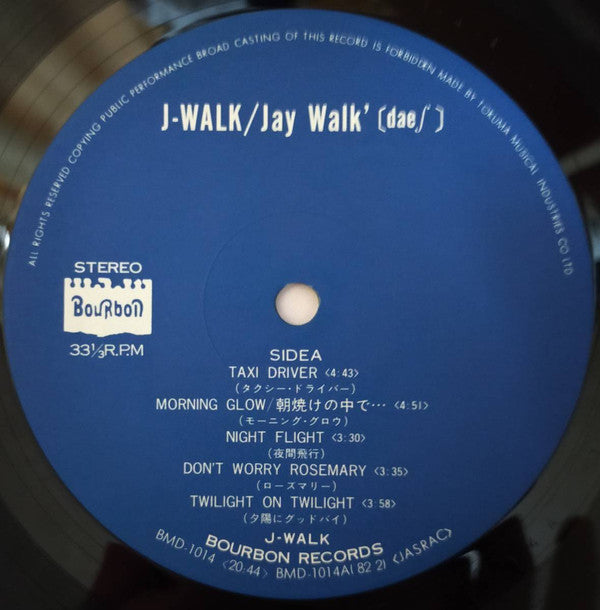 ALL RIGHTS RESERVED COPYING PUBLIC PERFORMANCE BROAD CASTING OF THIS RECORD IS FORBIDDEN MADE BY TOKUMA MUSICAL INDUSTRIES CO LTD
J-WALK/Jay Walk' [dae∫]
STEREO
BouRbon
33⅓R.P.M
SIDEA
TAXI DRIVER <4:43>
(タクシー・ドライバー)
MORNING GLOW/朝焼けの中で… <4:51>
(モーニング・グロウ)
NIGHT FLIGHT <3:30>
(夜間飛行)
DON'T WORRY ROSEMARY <3:35>
(ローズマリー)
TWILIGHT ON TWILIGHT <3:58>
(夕陽にグッドバイ)
J-WALK
BOURBON RECORDS
BMD-1014 <20:44> BMD-1014A1 82 2) <JASRAC>